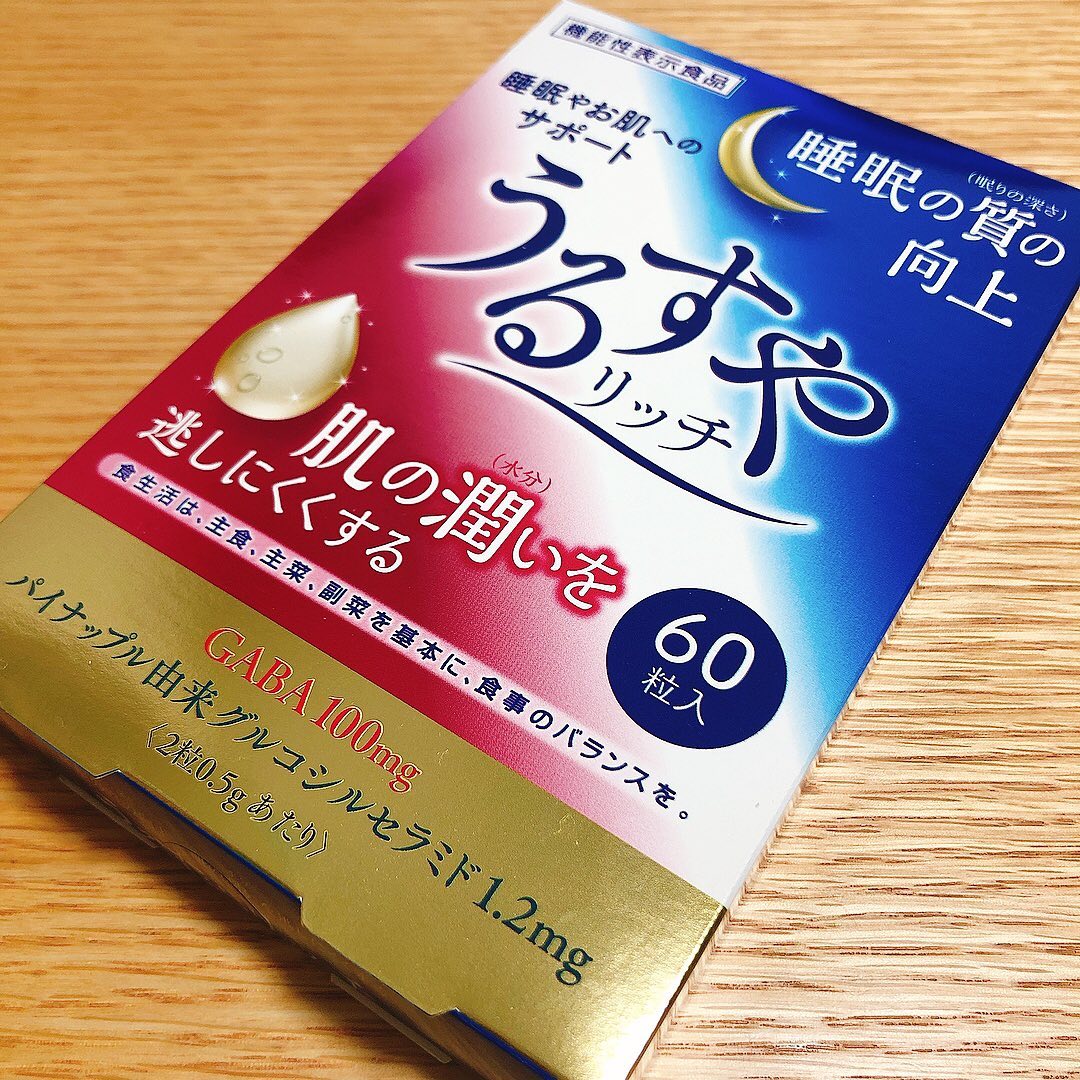 機能性表示食品
睡眠やお肌への
サポート
睡眠の質の
(眠りの深さ)
向上
うるすや
リッチ
肌の潤いを
(水分)
逃しにくくする
食生活は、主食、主菜、副菜を基本に、食事のバランスを。
60
粒入
GABA 100mg
パイナップル由来グルコシルセラミド1.2mg
〈2粒0.5gあたり〉